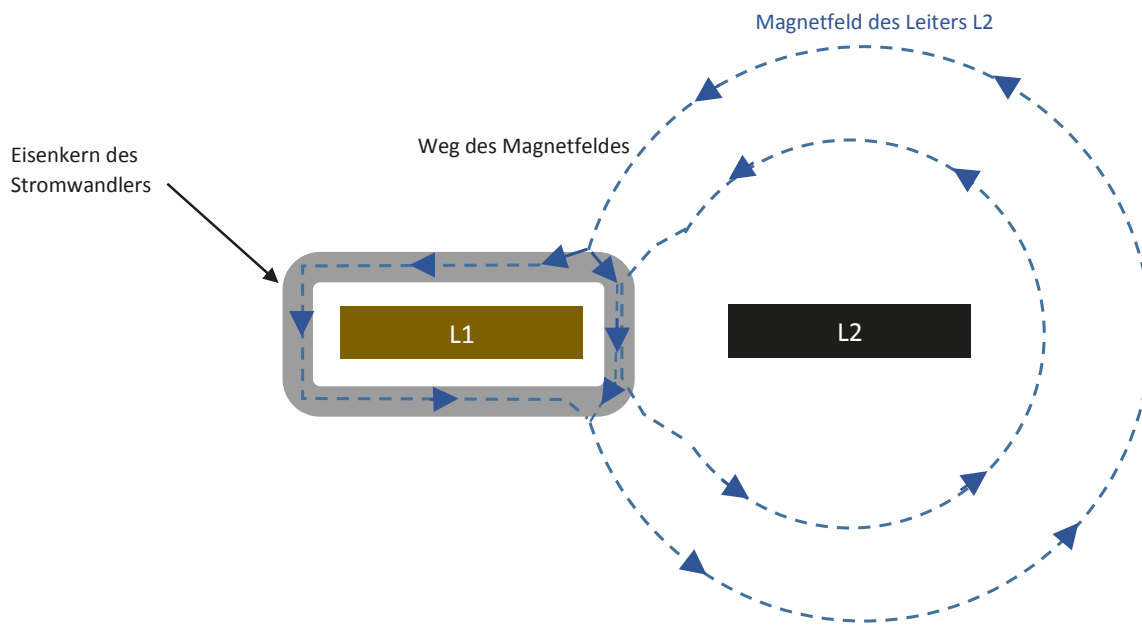 Magnetfeld des Leiters L2
Weg des Magnetfeldes
Eisenkern des
Stromwandlers
L1
L2